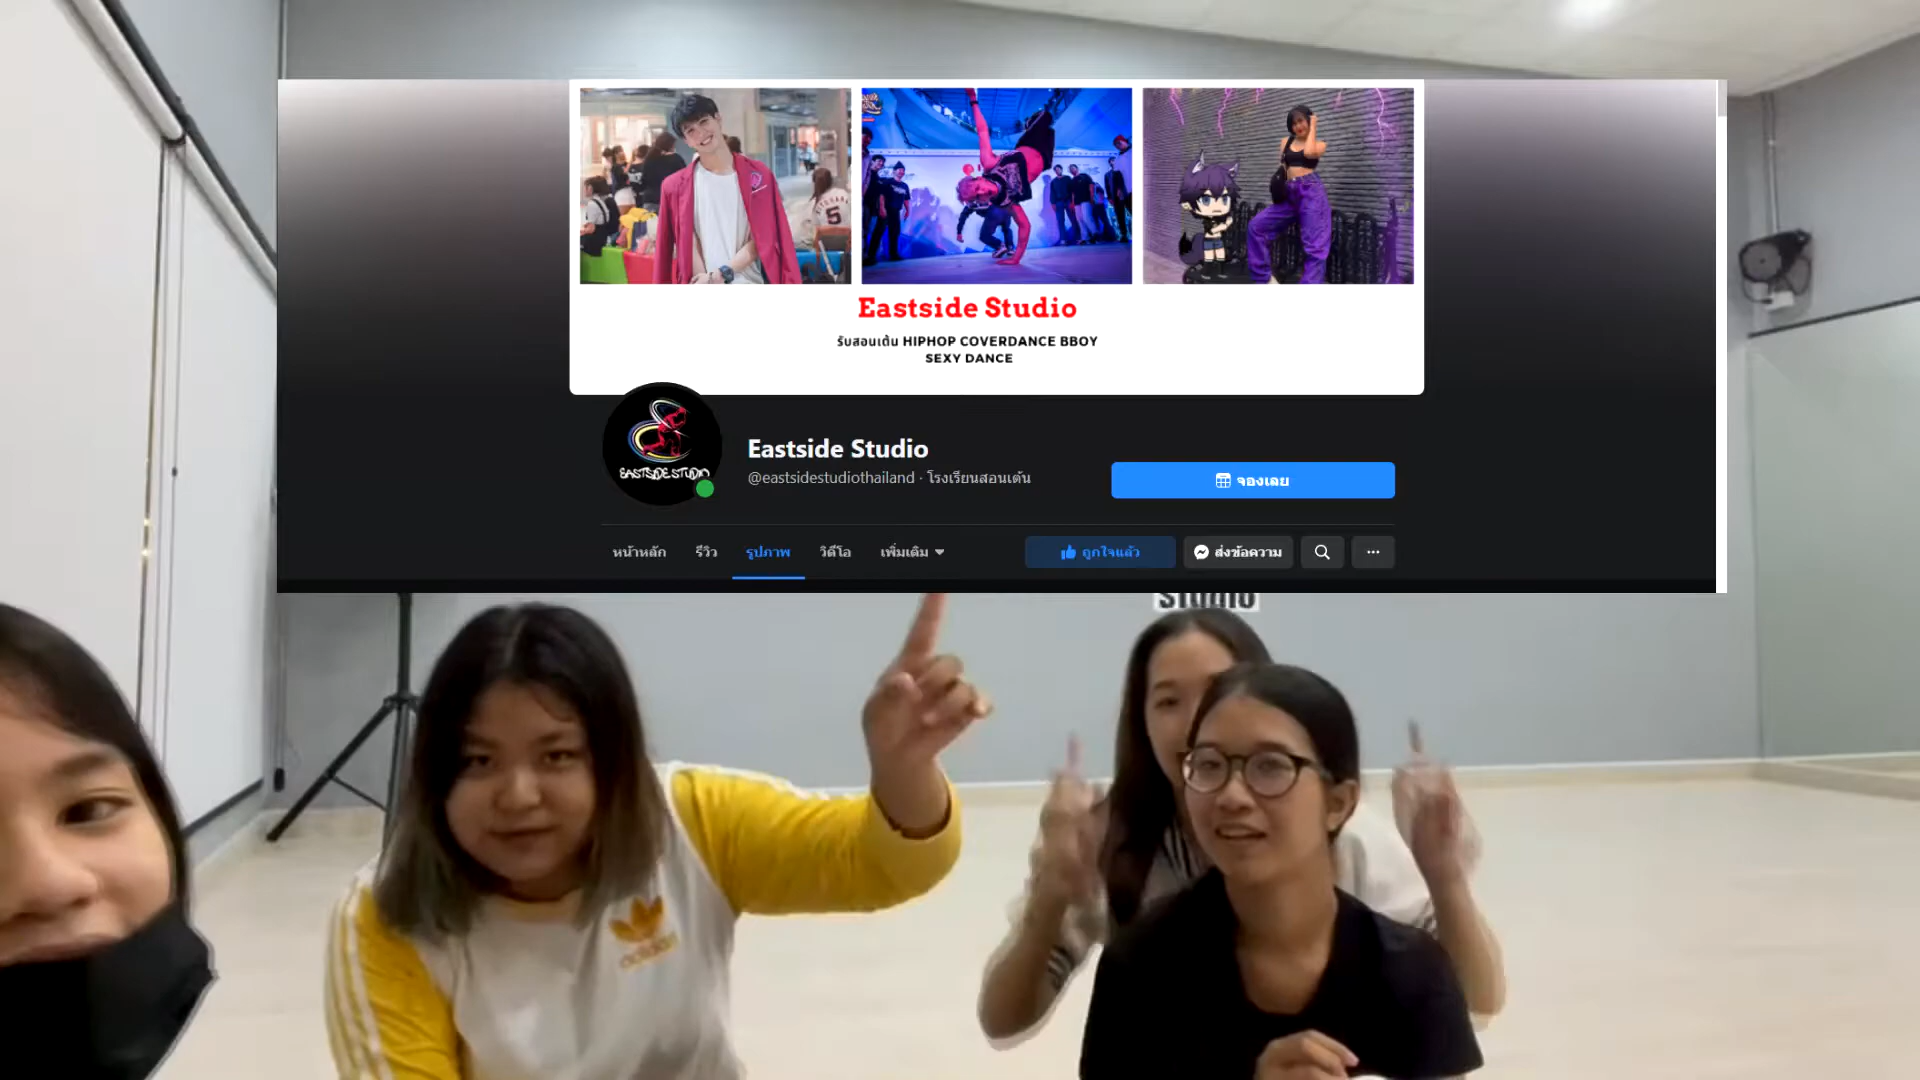 5
Eastside Studio
รับสอนเต้น HIPHOP COVERDANCE BBOY
SEXY DANCE
EASTSIDE STUDIO
Eastside Studio
@eastsidestudiothailand · โรงเรียนสอนเต้น
จองเลย
หน้าหลัก
รีวิว
รูปภาพ
วิดีโอ
เพิ่มเติม
ถูกใจแล้ว
ส่งข้อความ
Studio
adidas